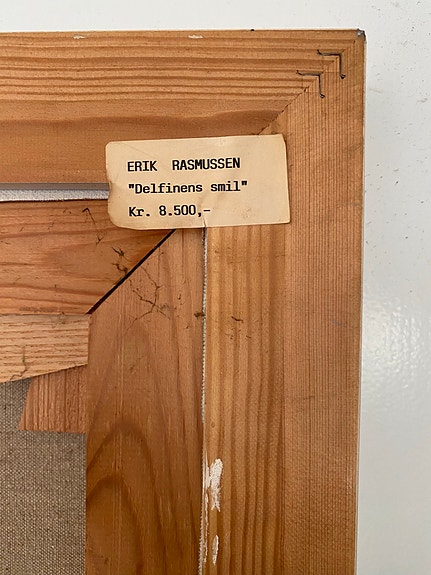 ERIK RASMUSSEN
"Delfinens smil"
Kr. 8.500,-